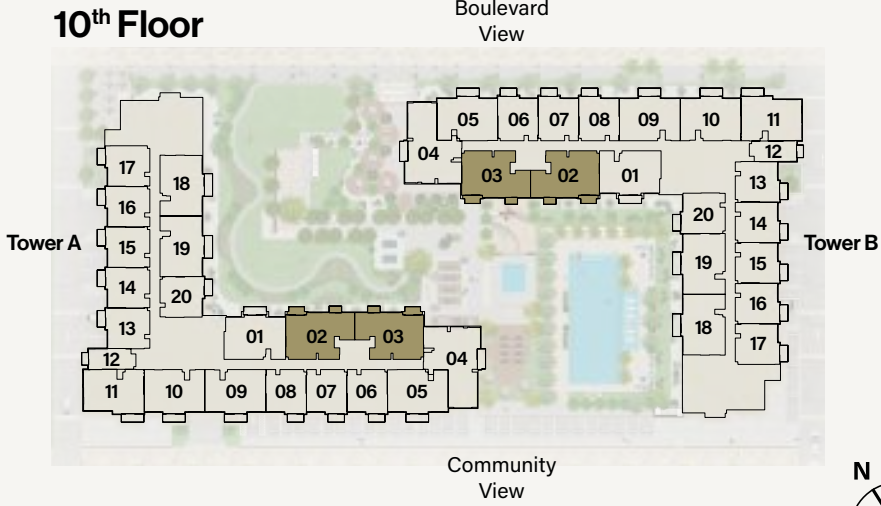 10th Floor
Boulevard
View
05 06 07 08 09 10 11
04
12
03 02 01
17
18
13
16
20
14
Tower A
15
19
19
15
Tower B
14
20
16
13
01 02 03
18
17
12
04
11 10 09 08 07 06 05
Community
View
N